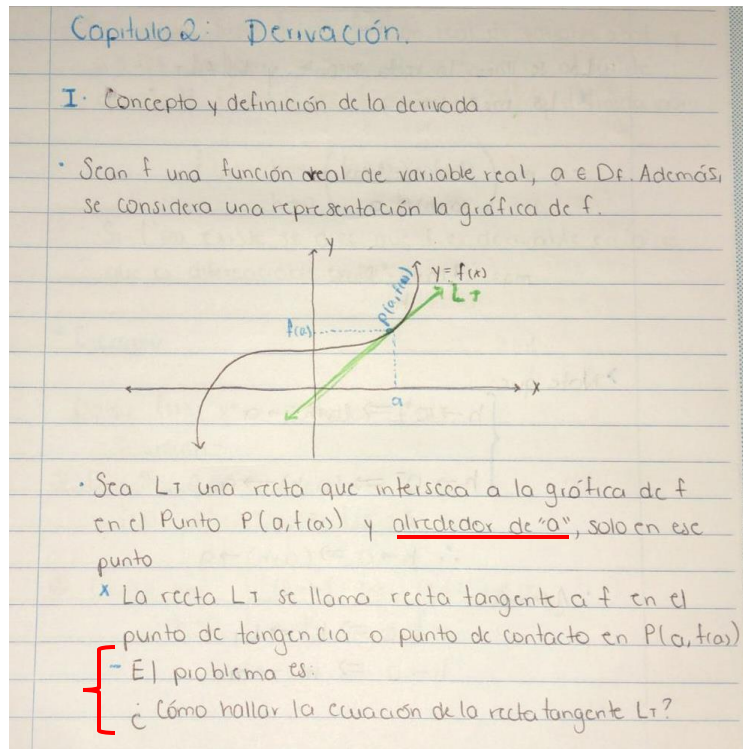 Capitulo 2: Derivación.
I. Concepto y definición de la derivada
· Sean f una función real de variable real, a ∈ Df. Además,
se considera una representación la gráfica de f.
y
P(a, f(a))
y = f(x)
LT
f(a)
x
a
· Sea LT una recta que interseca a la gráfica de f
en el Punto P(a, f(a)) y alrededor de "a", solo en ese
punto
x La recta LT se llama recta tangente a f en el
punto de tangencia o punto de contacto en P(a, f(a))
- El problema es:
¿Cómo hallar la ecuación de la recta tangente LT?